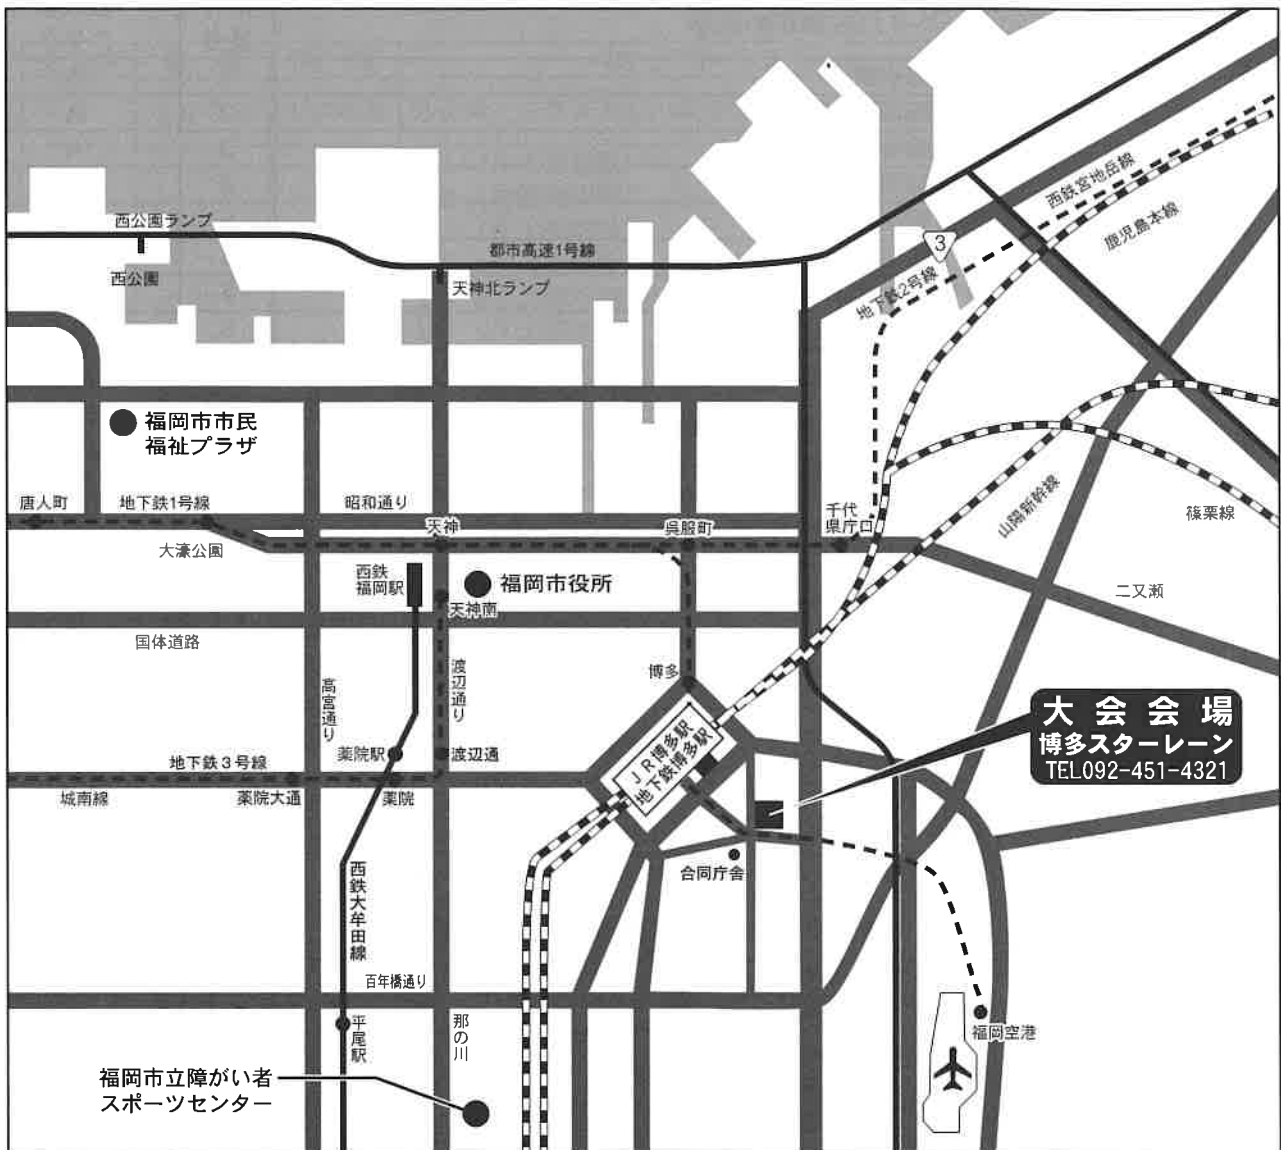 西公園ランプ
西公園
都市高速1号線
天神北ランプ
3
西鉄宮地岳線
鹿児島本線
地下鉄2号線
福岡市市民
福祉プラザ
唐人町
地下鉄1号線
昭和通り
天神
呉服町
千代
県庁口
山陽新幹線
篠栗線
大濠公園
西鉄
福岡駅
福岡市役所
天神南
二又瀬
国体道路
高宮通り
渡辺通り
博多
JR博多駅
地下鉄博多駅
大会会場
博多スターレーン
TEL092-451-4321
地下鉄3号線
薬院駅
渡辺通
城南線
薬院大通
薬院
合同庁舎
西鉄大牟田線
百年橋通り
平尾駅
那の川
福岡空港
福岡市立障がい者
スポーツセンター